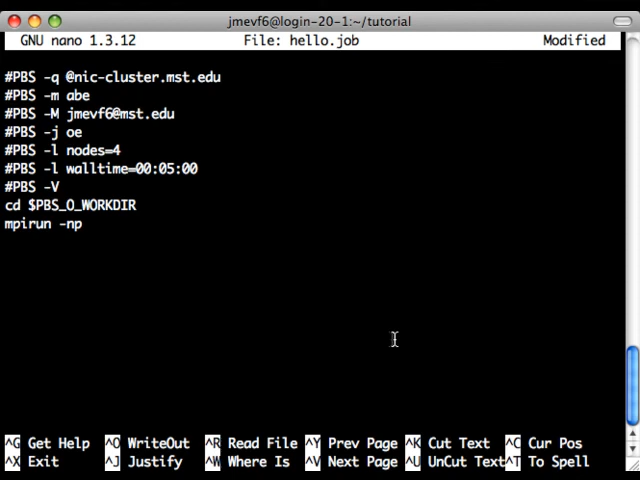 jmevf6@login-20-1:~/tutorial
GNU nano 1.3.12 File: hello.job Modified
#PBS -q @nic-cluster.mst.edu
#PBS -m abe
#PBS -M jmevf6@mst.edu
#PBS -j oe
#PBS -l nodes=4
#PBS -l walltime=00:05:00
#PBS -V
cd $PBS_O_WORKDIR
mpirun -np
^G Get Help ^O WriteOut ^R Read File ^Y Prev Page ^K Cut Text ^C Cur Pos
^X Exit ^J Justify ^W Where Is ^V Next Page ^U UnCut Text ^T To Spell